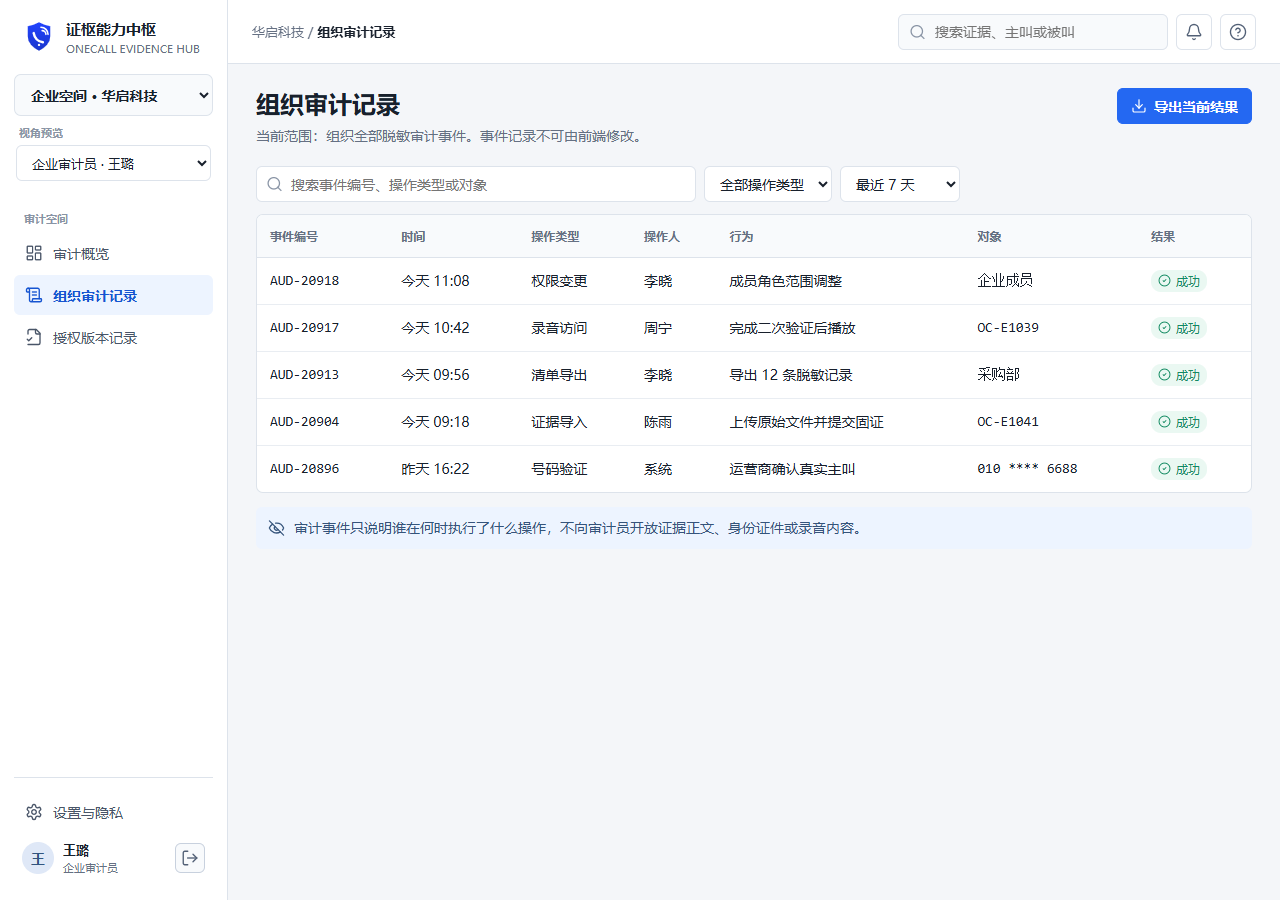 证枢能力中枢
ONECALL EVIDENCE HUB
企业空间 • 华启科技
视角预览
企业审计员 · 王璐
审计空间
审计概览
组织审计记录
授权版本记录
设置与隐私
王
王璐
企业审计员
华启科技 / 组织审计记录
搜索证据、主叫或被叫
组织审计记录
当前范围：组织全部脱敏审计事件。事件记录不可由前端修改。
导出当前结果
搜索事件编号、操作类型或对象
全部操作类型
最近 7 天
事件编号 时间 操作类型 操作人 行为 对象 结果
AUD-20918 今天 11:08 权限变更 李晓 成员角色范围调整 企业成员 成功
AUD-20917 今天 10:42 录音访问 周宁 完成二次验证后播放 OC-E1039 成功
AUD-20913 今天 09:56 清单导出 李晓 导出 12 条脱敏记录 采购部 成功
AUD-20904 今天 09:18 证据导入 陈雨 上传原始文件并提交固证 OC-E1041 成功
AUD-20896 昨天 16:22 号码验证 系统 运营商确认真实主叫 010 **** 6688 成功
审计事件只说明谁在何时执行了什么操作，不向审计员开放证据正文、身份证件或录音内容。